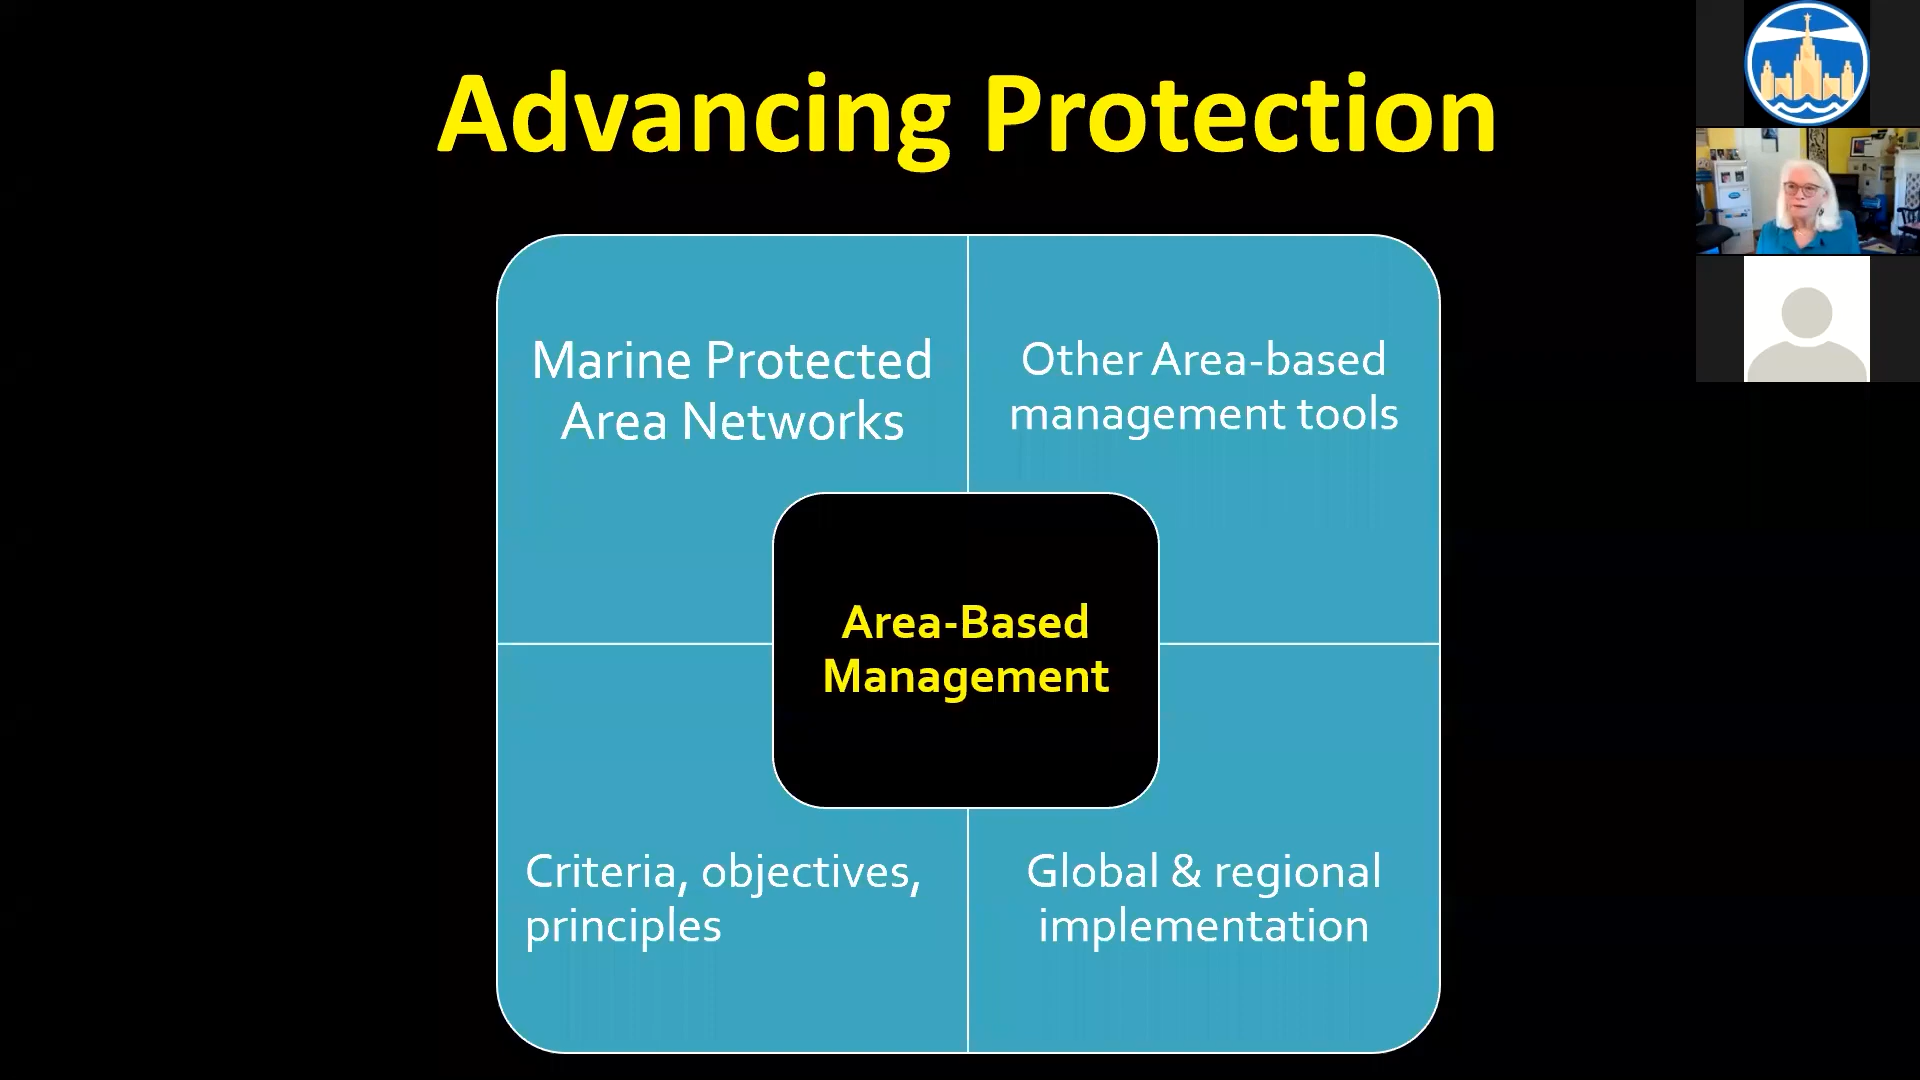 Advancing Protection
Marine Protected
Area Networks
Other Area-based
management tools
Area-Based
Management
Criteria, objectives,
principles
Global & regional
implementation